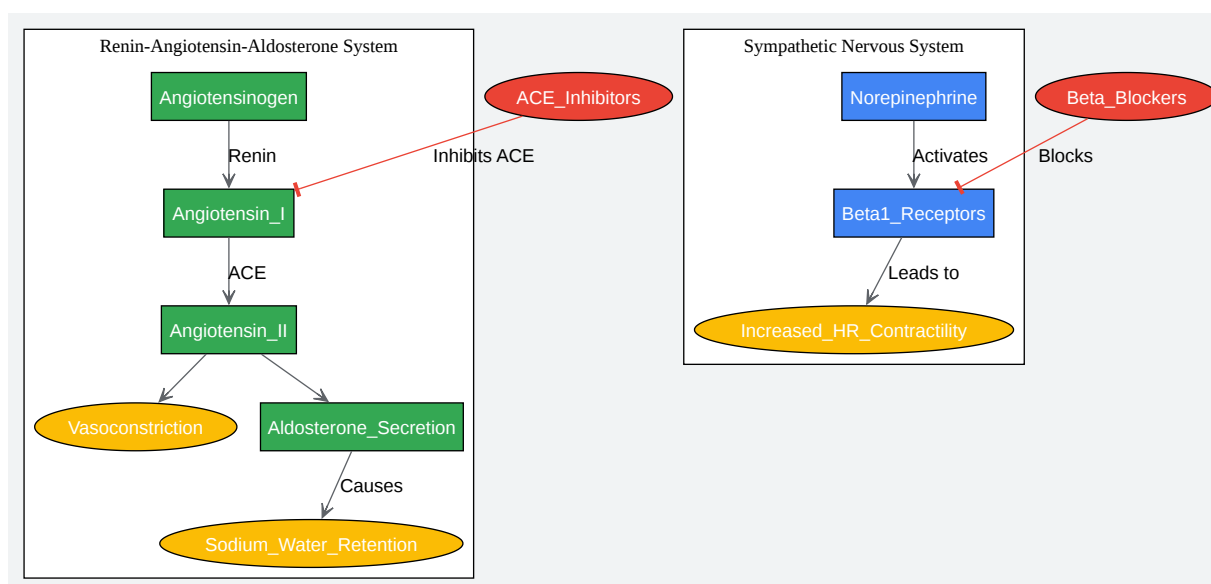 Renin-Angiotensin-Aldosterone System
Angiotensinogen
Renin
Angiotensin_I
ACE
Angiotensin_II
Vasoconstriction
Aldosterone_Secretion
Causes
Sodium_Water_Retention
ACE_Inhibitors
Inhibits ACE
Sympathetic Nervous System
Norepinephrine
Activates
Beta1_Receptors
Leads to
Increased_HR_Contractility
Beta_Blockers
Blocks